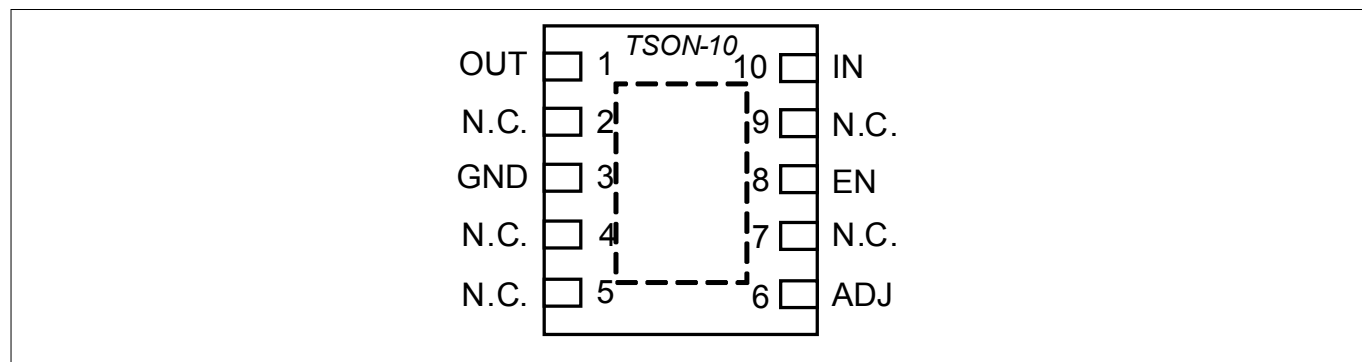 TSON-10
OUT 1 10 IN
N.C. 2 9 N.C.
GND 3 8 EN
N.C. 4 7 N.C.
N.C. 5 6 ADJ